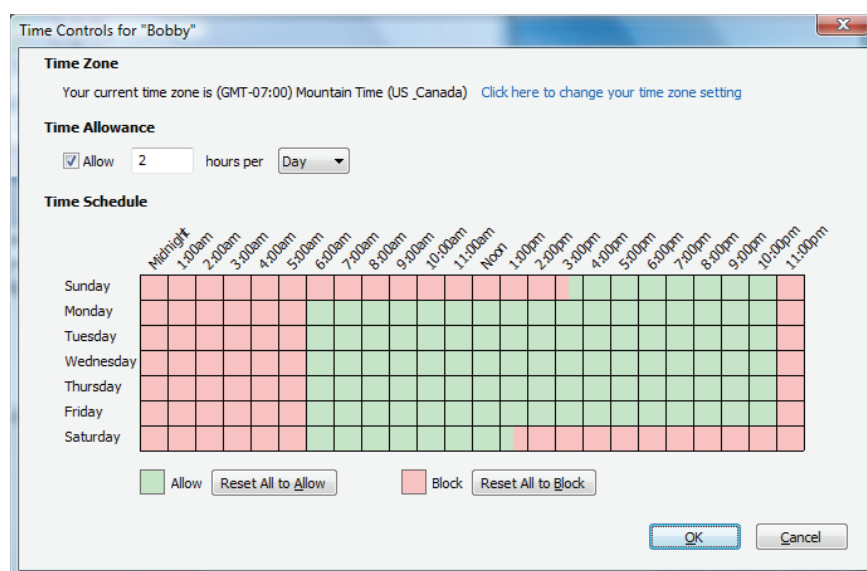 Time Controls for "Bobby"
Time Zone
Your current time zone is (GMT-07:00) Mountain Time (US _Canada) Click here to change your time zone setting
Time Allowance
Allow 2 hours per Day
Time Schedule
Midnight 1:00am 2:00am 3:00am 4:00am 5:00am 6:00am 7:00am 8:00am 9:00am 10:00am 11:00am Noon 1:00pm 2:00pm 3:00pm 4:00pm 5:00pm 6:00pm 7:00pm 8:00pm 9:00pm 10:00pm 11:00pm
Sunday
Monday
Tuesday
Wednesday
Thursday
Friday
Saturday
Allow Reset All to Allow Block Reset All to Block
OK Cancel